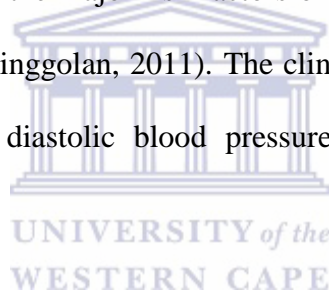 inggolan, 2011). The clin
diastolic blood pressure
UNIVERSITY of the
WESTERN CAPE